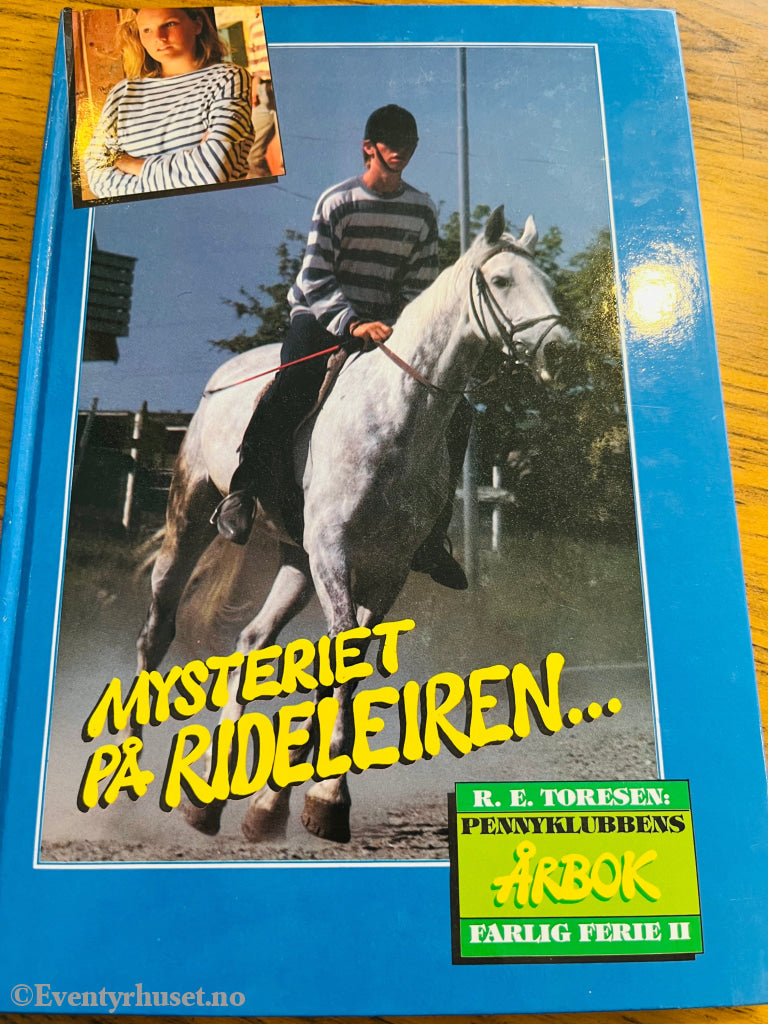 MYSTERIET
PÅ RIDELEIREN...
R. E. TORESEN:
PENNYKLUBBENS
ÅRBOK
FARLIG FERIE II
©Eventyrhuset.no